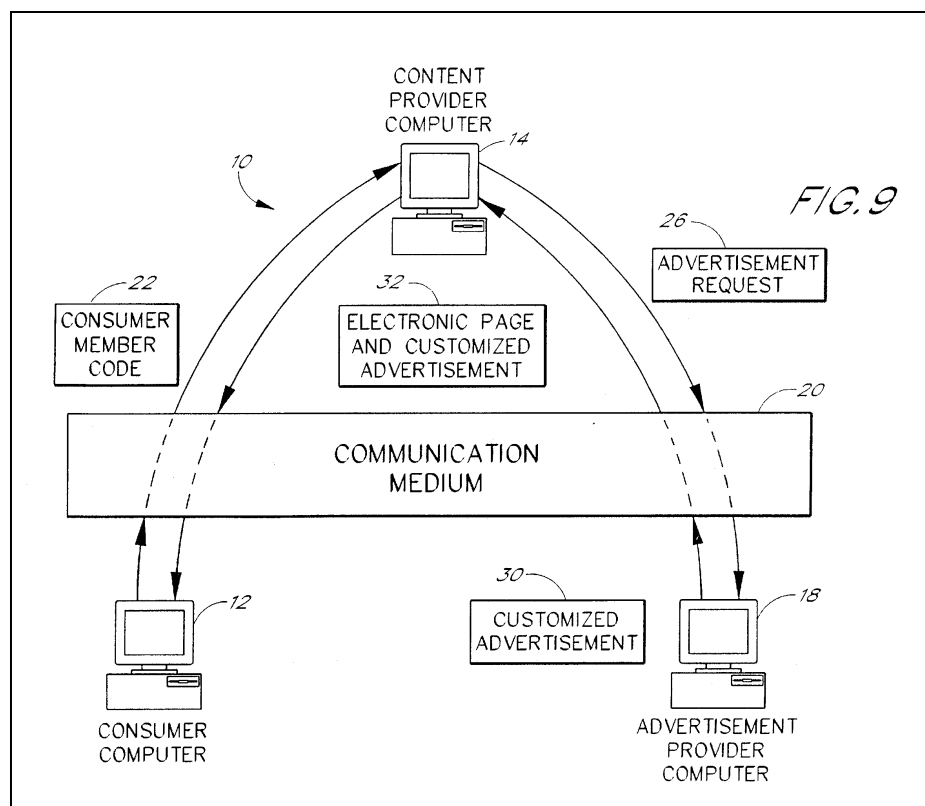 CONTENT
PROVIDER
COMPUTER
14
10
FIG. 9
26
ADVERTISEMENT
REQUEST
22
CONSUMER
MEMBER
CODE
32
ELECTRONIC PAGE
AND CUSTOMIZED
ADVERTISEMENT
20
COMMUNICATION
MEDIUM
12
30
CUSTOMIZED
ADVERTISEMENT
18
CONSUMER
COMPUTER
ADVERTISEMENT
PROVIDER
COMPUTER